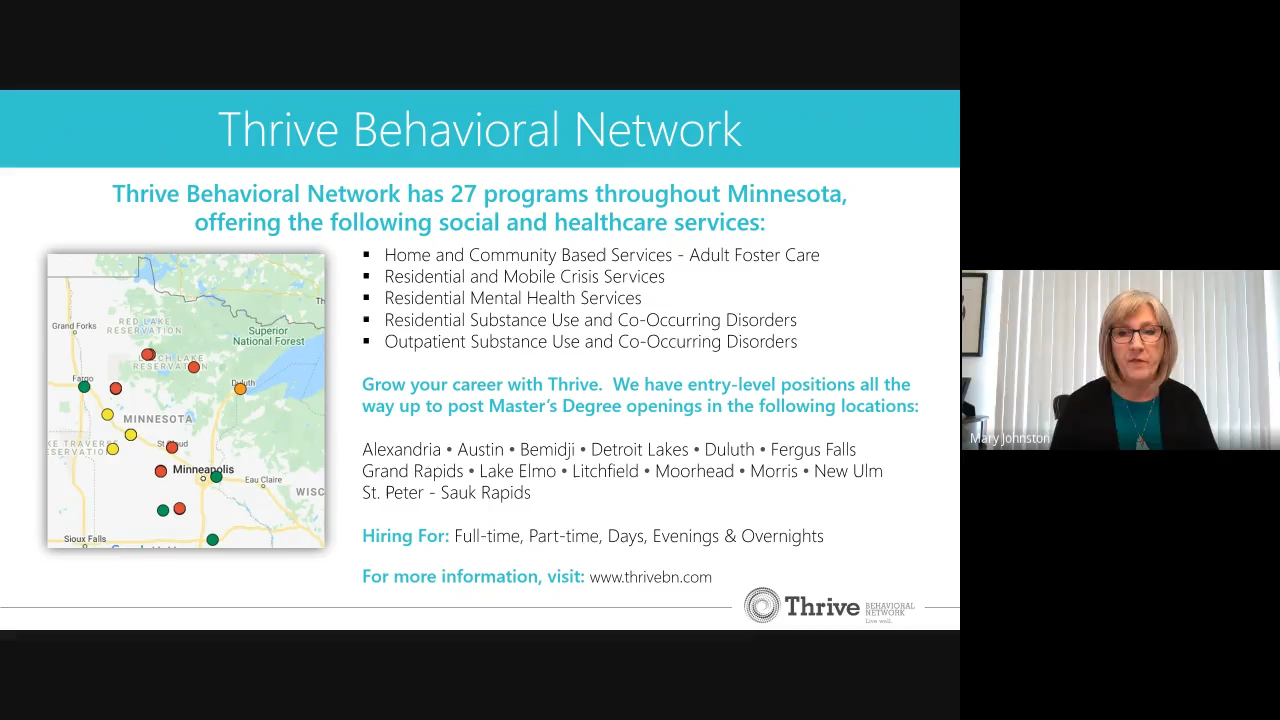 Thrive Behavioral Network
Thrive Behavioral Network has 27 programs throughout Minnesota,
offering the following social and healthcare services:
▪ Home and Community Based Services - Adult Foster Care
▪ Residential and Mobile Crisis Services
▪ Residential Mental Health Services
▪ Residential Substance Use and Co-Occurring Disorders
▪ Outpatient Substance Use and Co-Occurring Disorders
Grow your career with Thrive. We have entry-level positions all the
way up to post Master's Degree openings in the following locations:
Alexandria • Austin • Bemidji • Detroit Lakes • Duluth • Fergus Falls
Grand Rapids • Lake Elmo • Litchfield • Moorhead • Morris • New Ulm
St. Peter - Sauk Rapids
Hiring For: Full-time, Part-time, Days, Evenings & Overnights
For more information, visit: www.thrivebn.com
Thrive BEHAVIORAL
NETWORK
Live well.
Grand Forks
RED LAKE
RESERVATION
Superior
National Forest
LAKE
RESERVATION
Fargo
Duluth
MINNESOTA
KE TRAVERSE
ERVATION
St Cloud
Minneapolis
Eau Claire
WISC
Sioux Falls
Mary Johnston